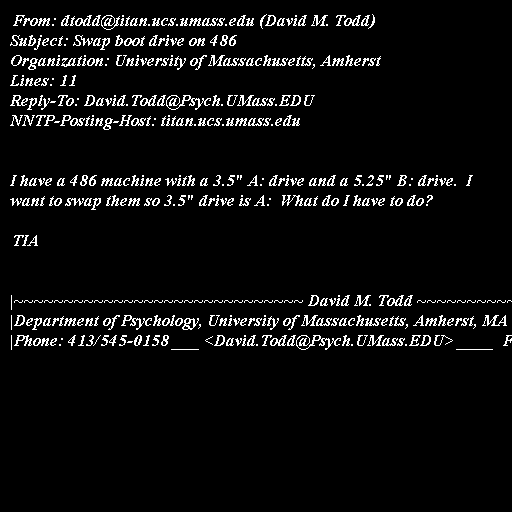 From: dtodd@titan.ucs.umass.edu (David M. Todd)
Subject: Swap boot drive on 486
Organization: University of Massachusetts, Amherst
Lines: 11
Reply-To: David.Todd@Psych.UMass.EDU
NNTP-Posting-Host: titan.ucs.umass.edu
I have a 486 machine with a 3.5" A: drive and a 5.25" B: drive.  I
want to swap them so 3.5" drive is A:  What do I have to do?
TIA
|~~~~~~~~~~~~~~~~~~~~~~~~~~~~~ David M. Todd ~~~~~~~~~~
|Department of Psychology, University of Massachusetts, Amherst, MA
|Phone: 413/545-0158___ <David.Todd@Psych.UMass.EDU>____  F